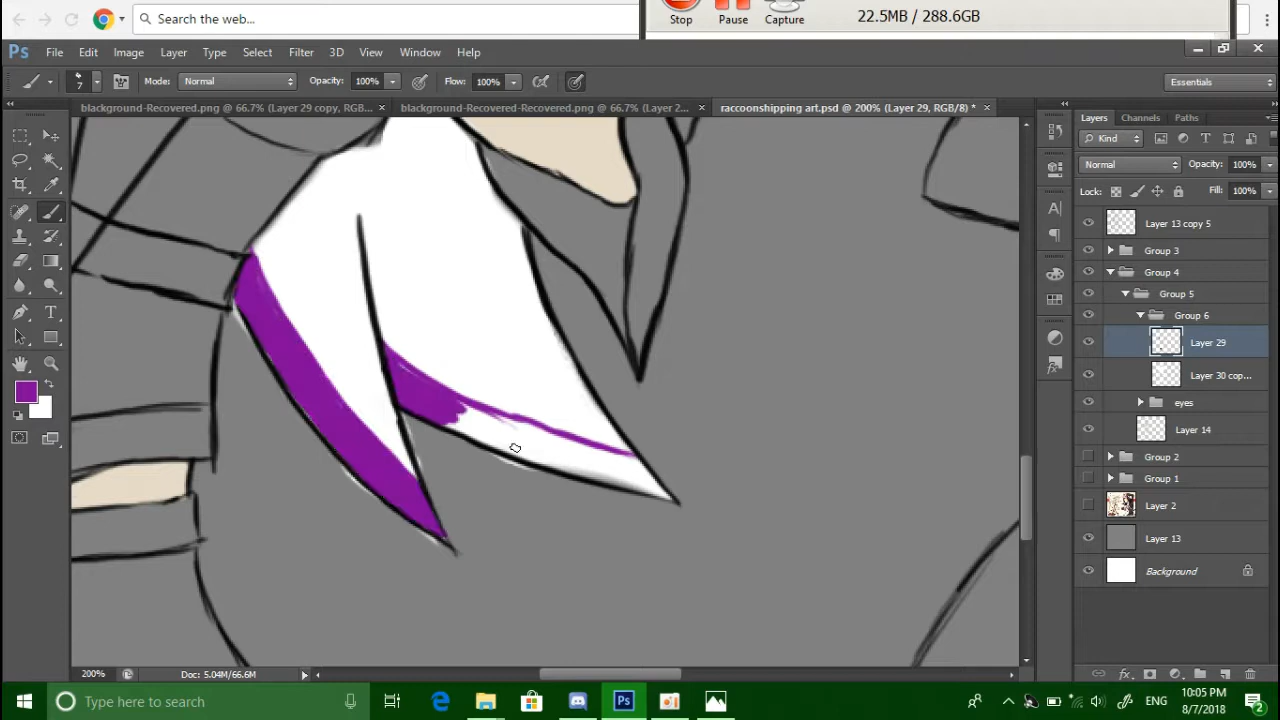 Search the web...
Stop Pause Capture 22.5MB / 288.6GB
Ps File Edit Image Layer Type Select Filter 3D View Window Help
7 Mode: Normal Opacity: 100% Flow: 100% Essentials
background-Recovered.png @ 66.7% (Layer 29 copy, RGB... × background-Recovered-Recovered.png @ 66.7% (Layer 2... × raccoonshipping art.psd @ 200% (Layer 29, RGB/8) * ×
Layers Channels Paths
Kind
Normal Opacity: 100%
Lock: Fill: 100%
Layer 13 copy 5
Group 3
Group 4
Group 5
Group 6
Layer 29
Layer 30 cop...
eyes
Layer 14
Group 2
Group 1
Layer 2
Layer 13
Background
200% Doc: 5.04M/66.6M
Type here to search
ENG
10:05 PM
8/7/2018
2